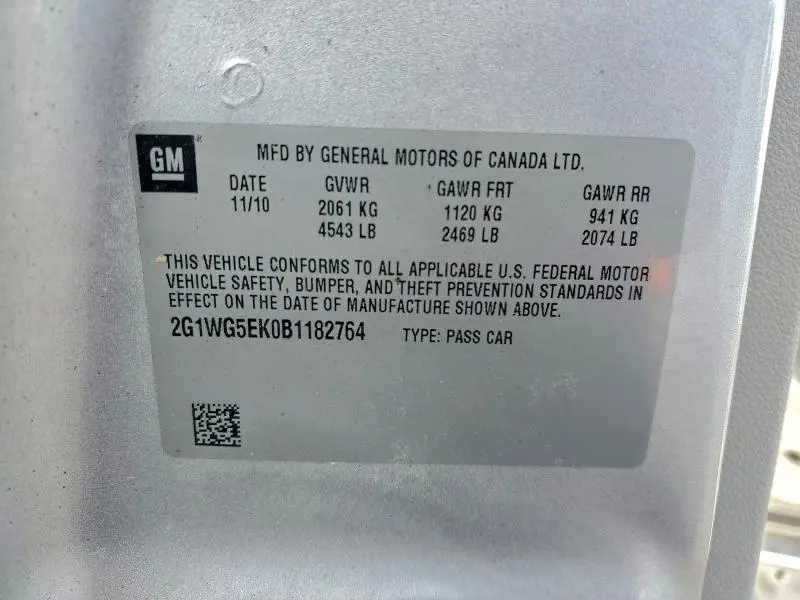 GM
MFD BY GENERAL MOTORS OF CANADA LTD.
DATE GVWR GAWR FRT GAWR RR
11/10 2061 KG 1120 KG 941 KG
4543 LB 2469 LB 2074 LB
THIS VEHICLE CONFORMS TO ALL APPLICABLE U.S. FEDERAL MOTOR
VEHICLE SAFETY, BUMPER, AND THEFT PREVENTION STANDARDS IN
EFFECT ON THE DATE OF MANUFACTURE SHOWN ABOVE.
2G1WG5EK0B1182764 TYPE: PASS CAR